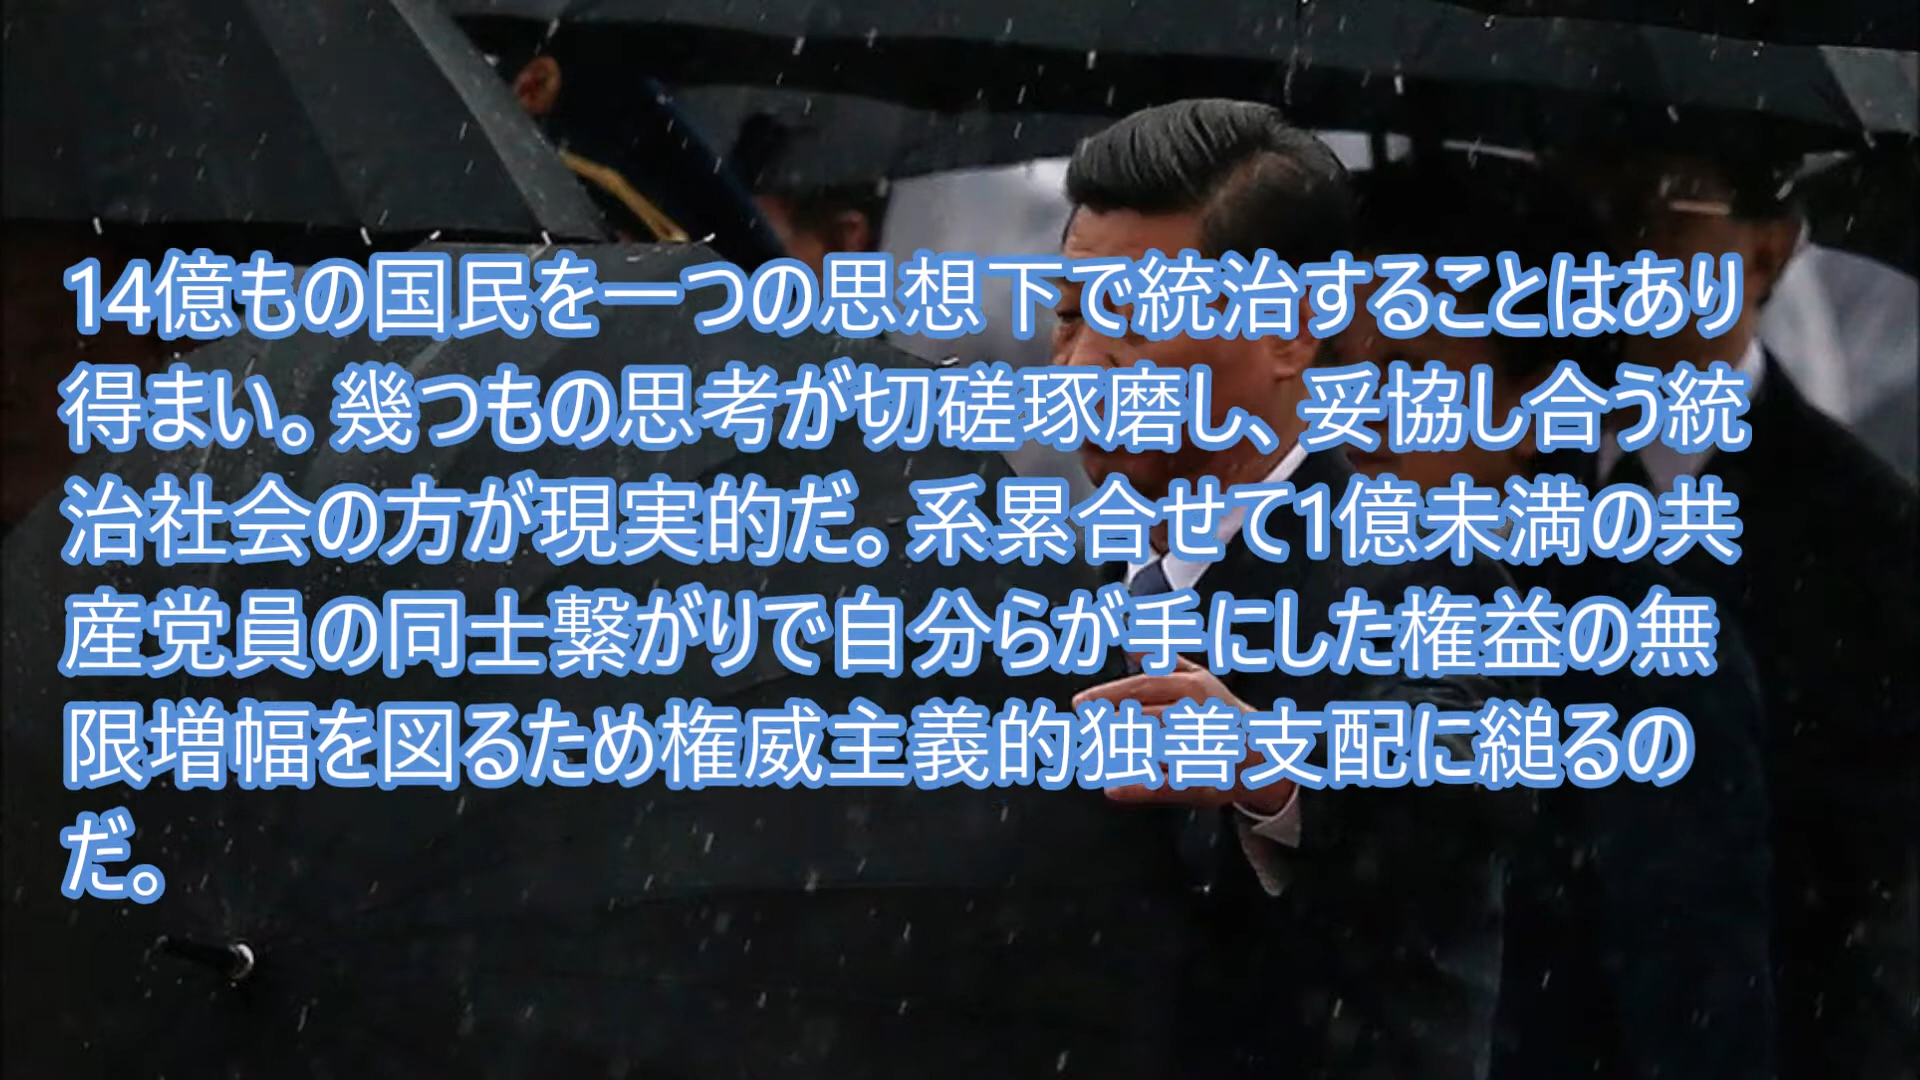 14億もの国民を一つの思想下で統治することはあり
得まい。幾つもの思考が切磋琢磨し、妥協し合う統
治社会の方が現実的だ。系累合せて1億未満の共
産党員の同士繋がりで自分らが手にした権益の無
限増幅を図るため権威主義的独善支配に縋るの
だ。